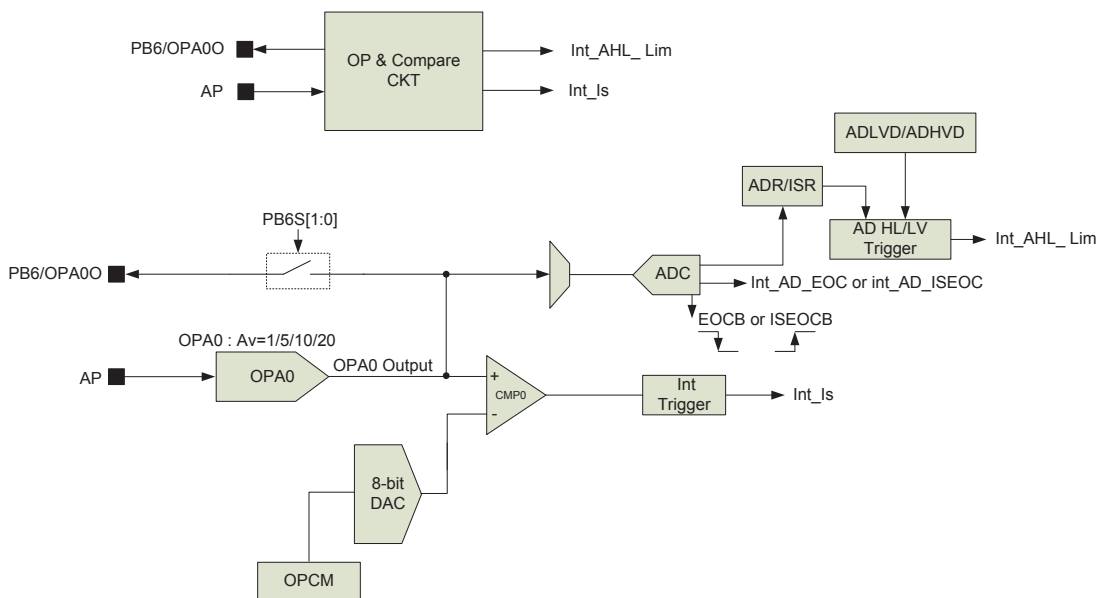 PB6/OPA0O
AP
OP & Compare
CKT
Int_AHL_ Lim
Int_Is
ADLVD/ADHVD
ADR/ISR
AD HL/LV
Trigger
Int_AHL_ Lim
PB6S[1:0]
PB6/OPA0O
ADC
Int_AD_EOC or int_AD_ISEOC
EOCB or ISEOCB
OPA0 : Av=1/5/10/20
AP
OPA0
OPA0 Output
+
CMP0
-
Int
Trigger
Int_Is
8-bit
DAC
OPCM